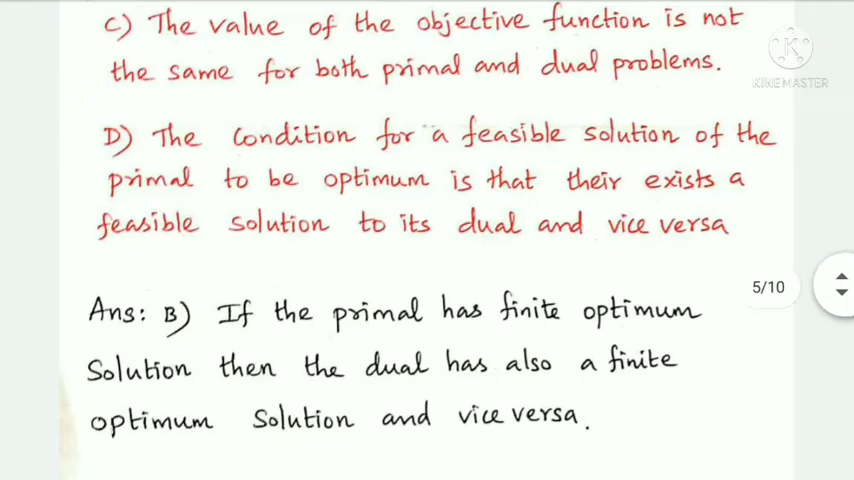 C) The value of the objective function is not
the same for both primal and dual problems.
D) The condition for a feasible solution of the
primal to be optimum is that their exists a
feasible solution to its dual and vice versa
Ans: B) If the primal has finite optimum
Solution then the dual has also a finite
optimum Solution and vice versa.
K
KINEMASTER
5/10